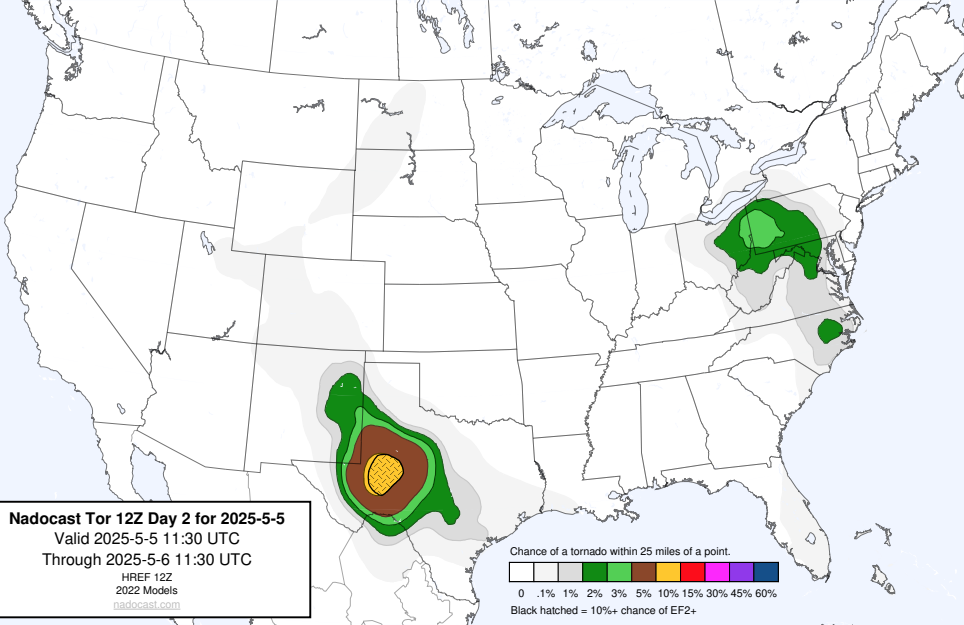 Nadocast Tor 12Z Day 2 for 2025-5-5
Valid 2025-5-5 11:30 UTC
Through 2025-5-6 11:30 UTC
HREF 12Z
2022 Models
nadocast.com
Chance of a tornado within 25 miles of a point.
0 .1% 1% 2% 3% 5% 10% 15% 30% 45% 60%
Black hatched = 10%+ chance of EF2+